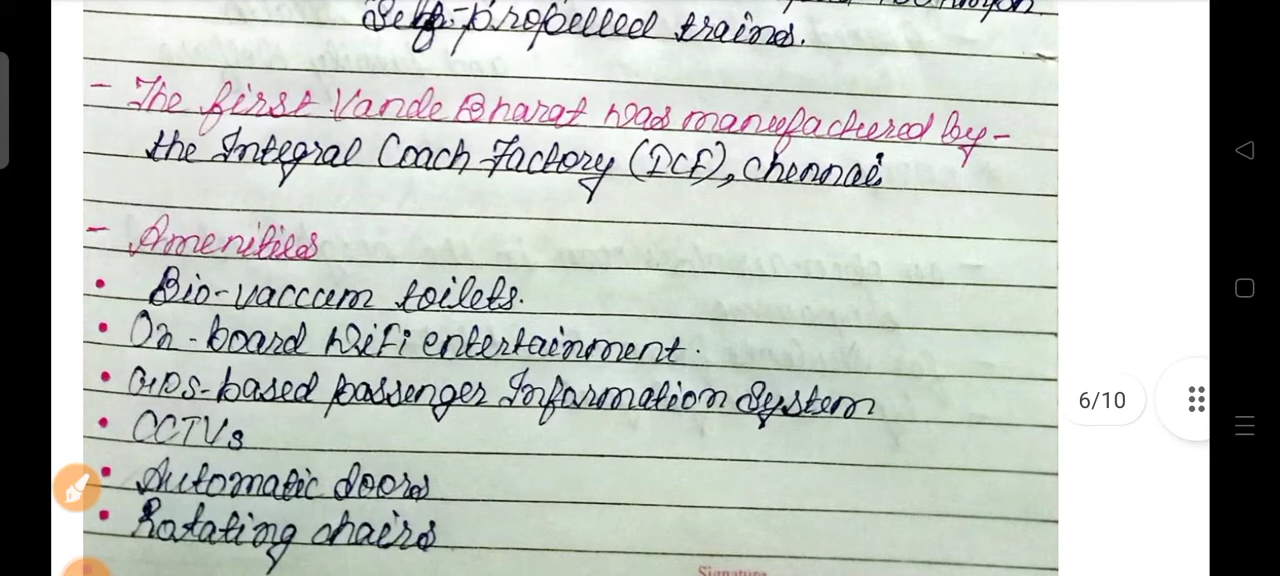 Self-propelled trains.
- The first Vande Bharat was manufactured by-
the Integral Coach Factory (ICF), Chennai
- Amenities
• Bio-vaccum toilets.
• On-board WiFi entertainment.
• GPS-based passenger Information System
• CCTVs
• Automatic doors
• Rotating chairs
6/10
Signature